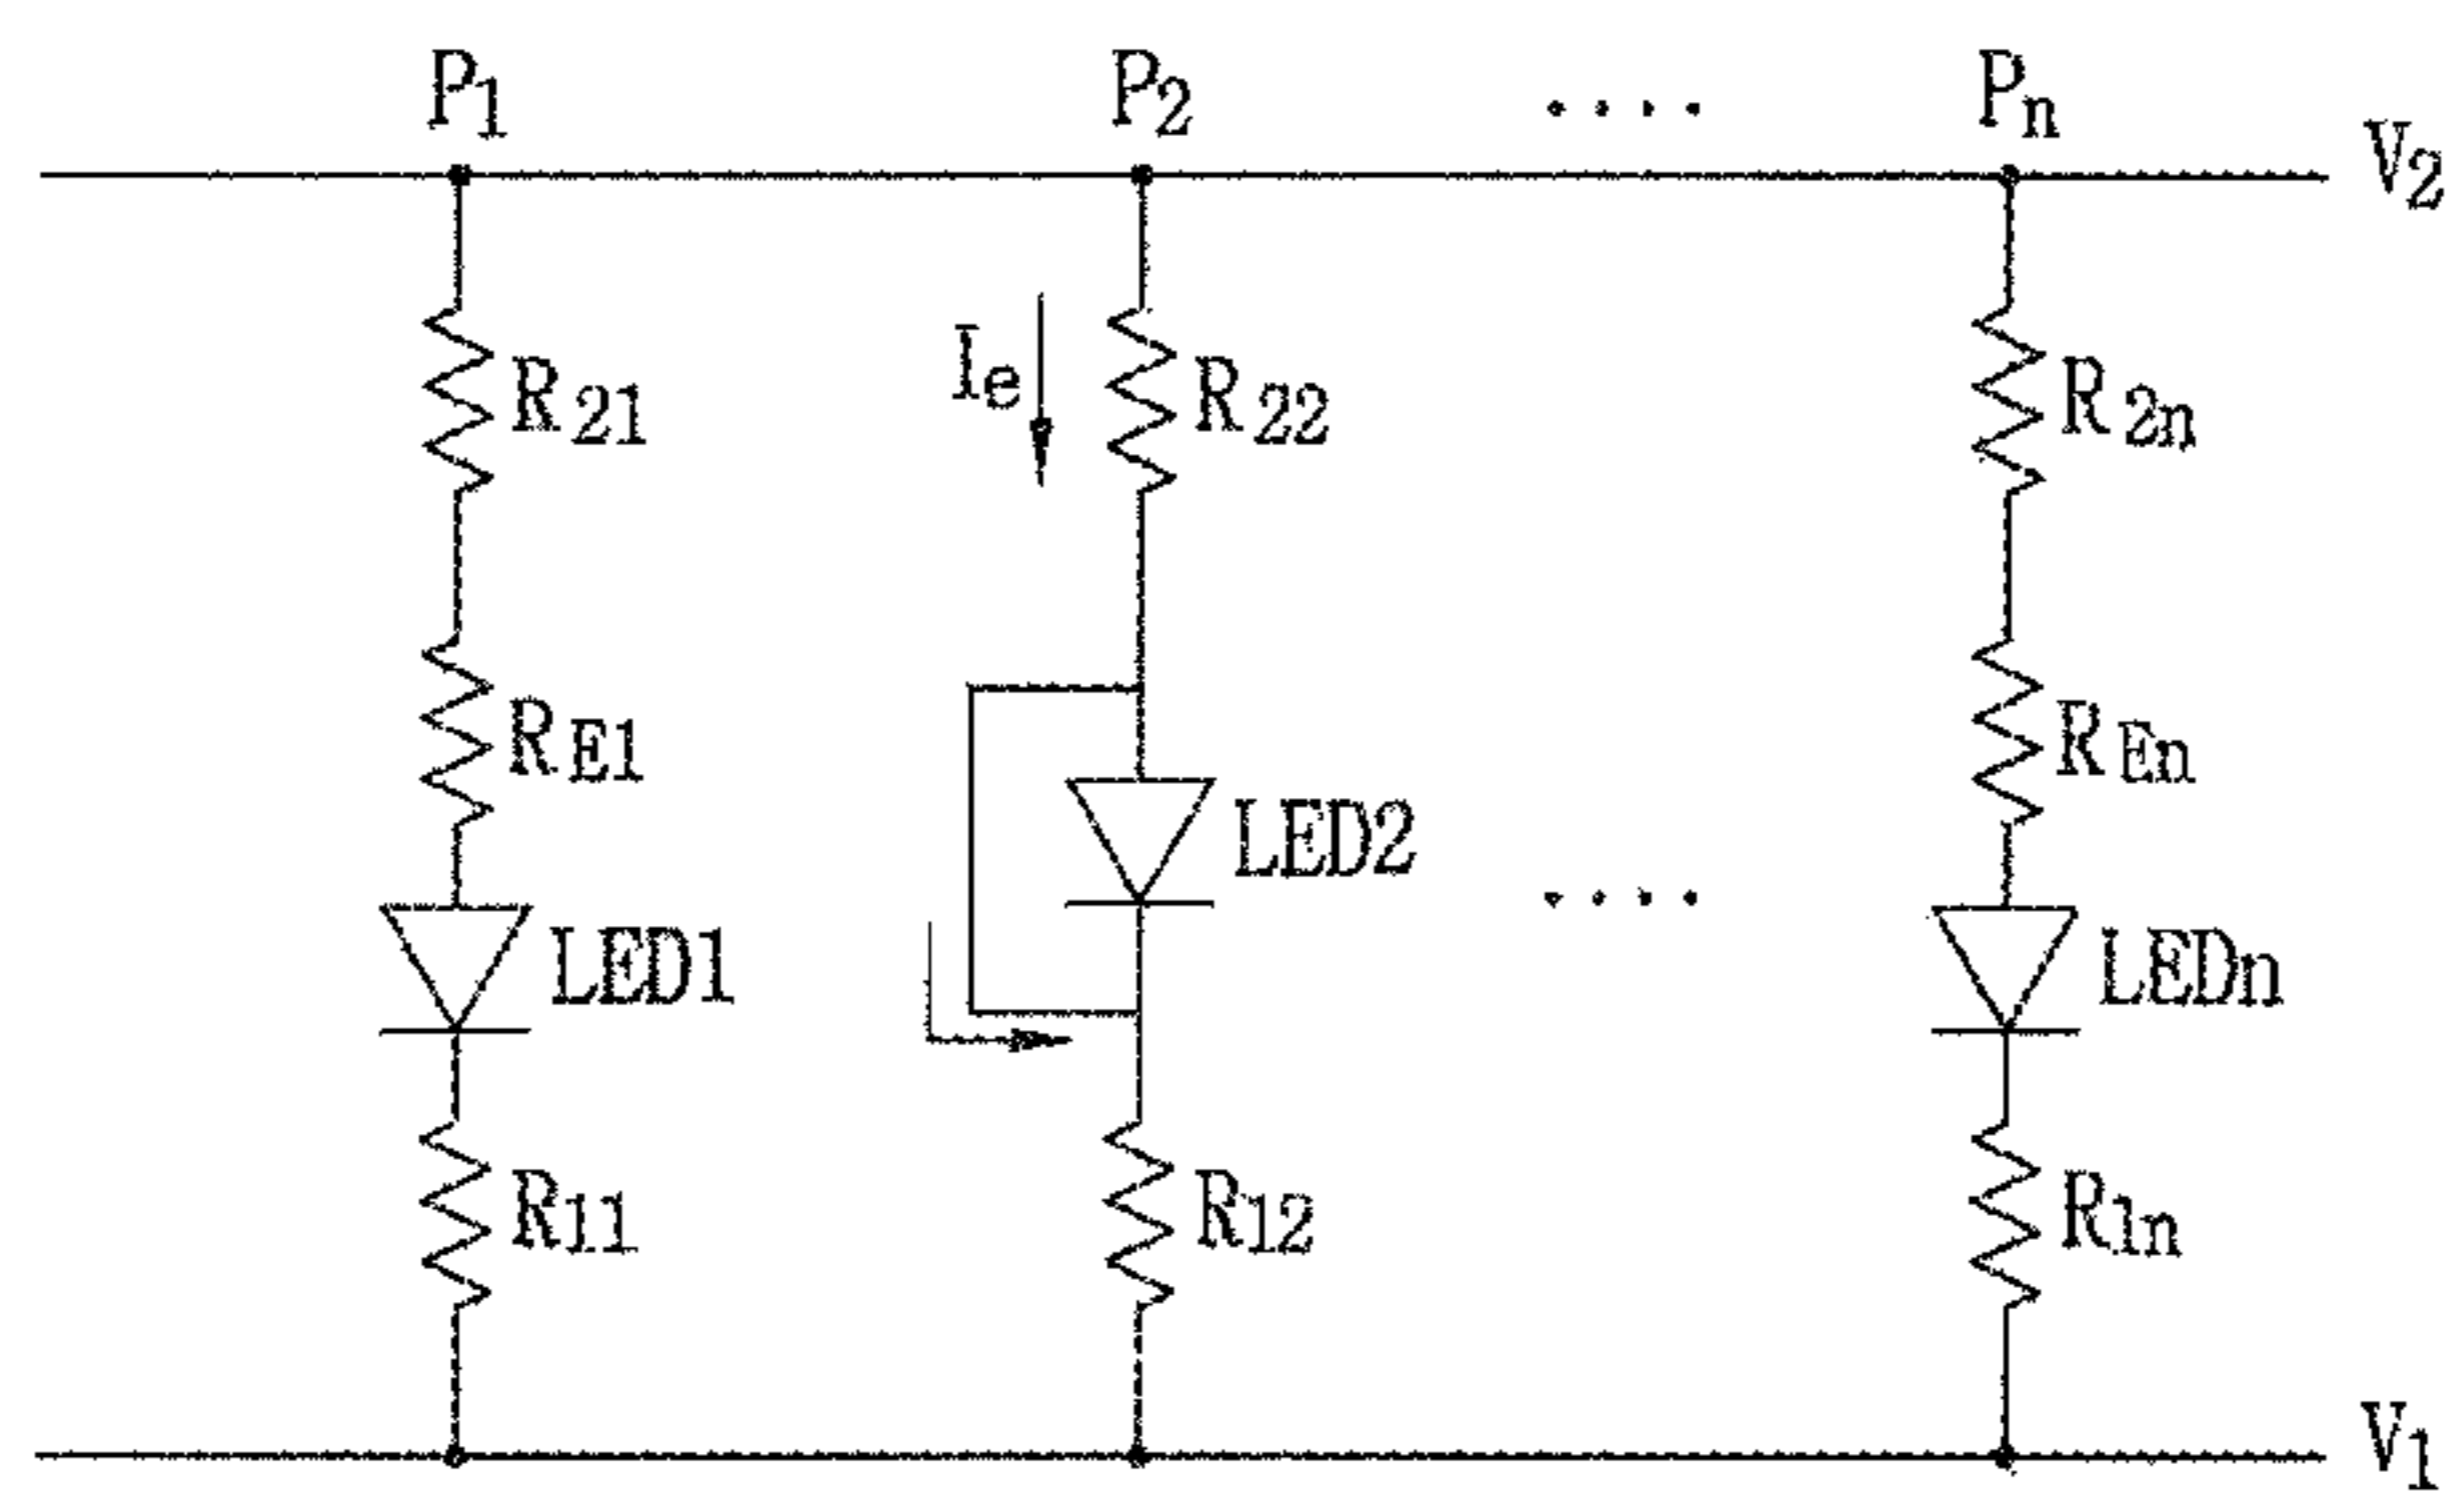 P1 P2 .... Pn
V2
Ie
R21 R22 R2n
RE1 REn
LED2
LED1 .... LEDn
R11 R12 R1n
V1